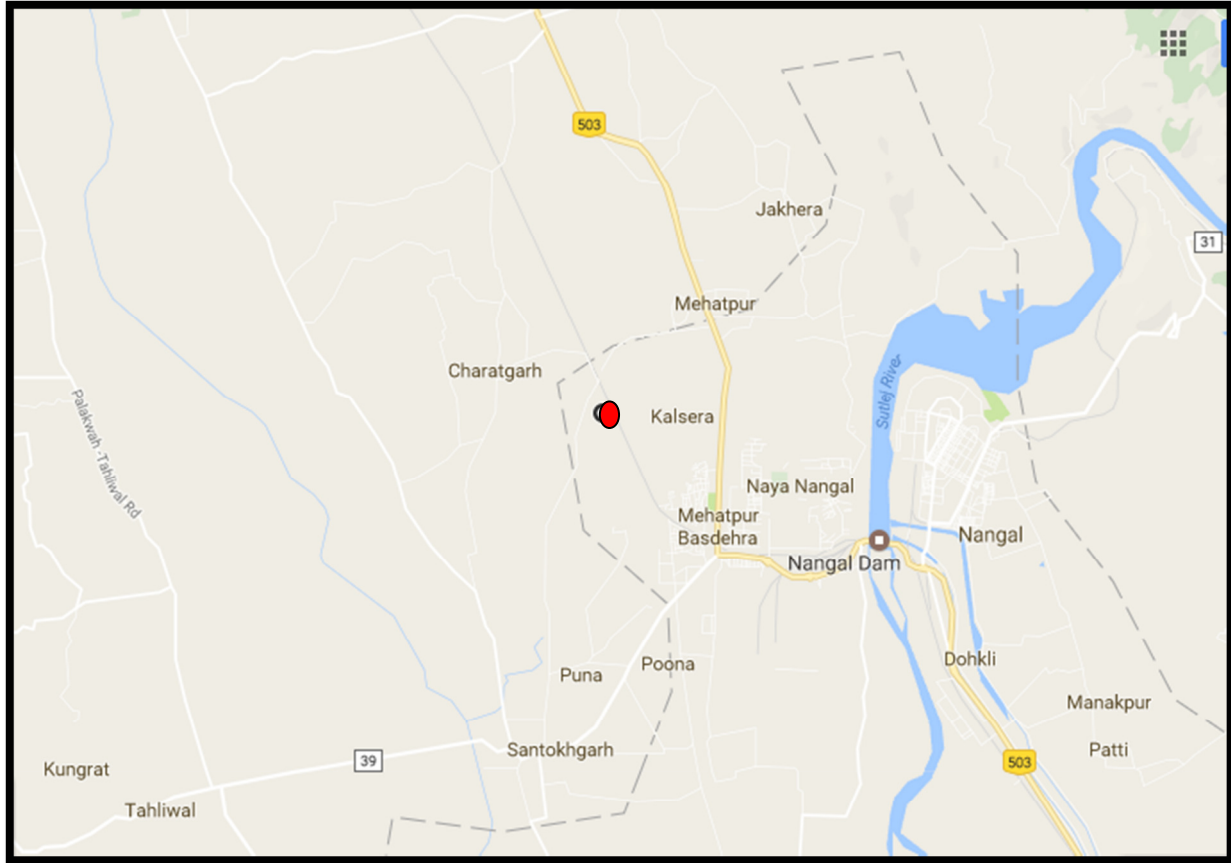 503
Jakhera
31
Mehatpur
Charatgarh
Kalsera
Sutlej River
Palakwah -Tahliwal Rd
Naya Nangal
Mehatpur
Basdehra
Nangal
Nangal Dam
Dohkli
Poona
Puna
Manakpur
Santokhgarh
Patti
39
503
Kungrat
Tahliwal